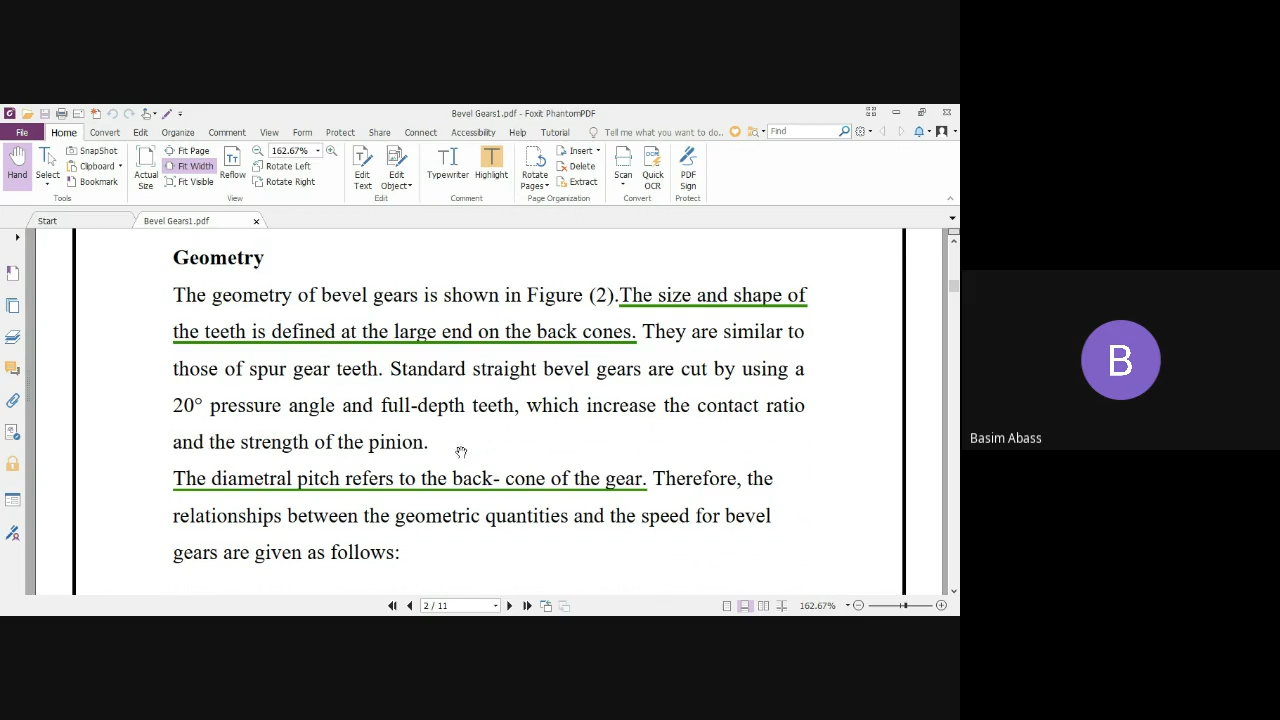 Bevel Gears1.pdf - Foxit PhantomPDF
File Home Convert Edit Organize Comment View Form Protect Share Connect Accessibility Help Tutorial Tell me what you want to do.. Find
Hand
Select
SnapShot
Clipboard
Bookmark
Tools
Actual Size
Fit Page
Fit Width
Fit Visible
Reflow
162.67%
Rotate Left
Rotate Right
View
Edit Text
Edit Object
Edit
Typewriter
Highlight
Comment
Rotate Pages
Insert
Delete
Extract
Page Organization
Scan
Quick OCR
Convert
PDF Sign
Protect
Start Bevel Gears1.pdf
Geometry
The geometry of bevel gears is shown in Figure (2).The size and shape of
the teeth is defined at the large end on the back cones. They are similar to
those of spur gear teeth. Standard straight bevel gears are cut by using a
20° pressure angle and full-depth teeth, which increase the contact ratio
and the strength of the pinion.
The diametral pitch refers to the back- cone of the gear. Therefore, the
relationships between the geometric quantities and the speed for bevel
gears are given as follows:
2 / 11 162.67%
B
Basim Abass